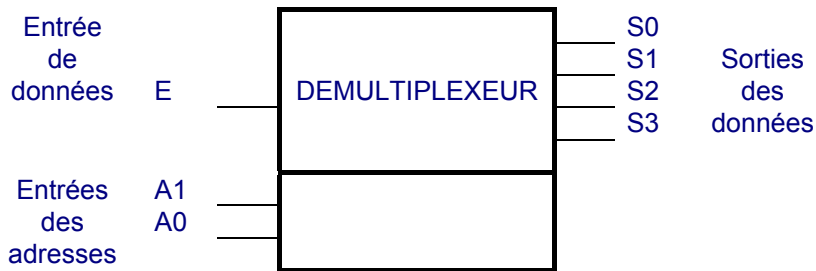 Entrée
de
données E
DEMULTIPLEXEUR
S0
S1
S2
S3
Sorties
des
données
Entrées
des
adresses
A1
A0